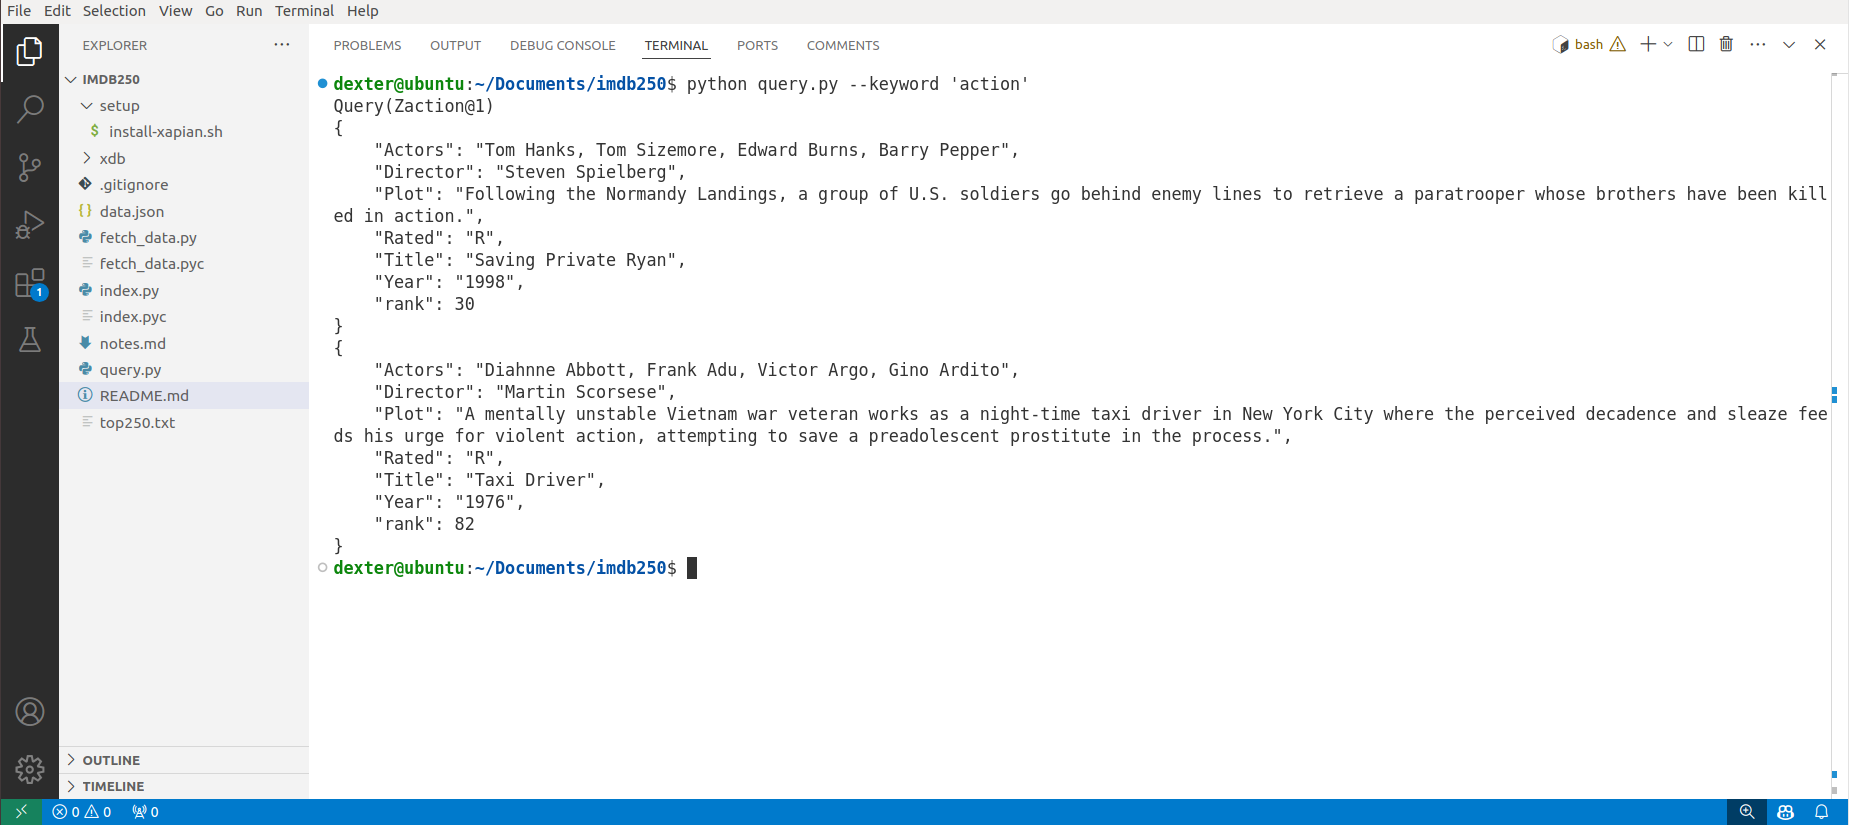 File Edit Selection View Go Run Terminal Help
EXPLORER
IMDB250
setup
$ install-xapian.sh
xdb
.gitignore
{} data.json
fetch_data.py
fetch_data.pyc
index.py
index.pyc
notes.md
query.py
README.md
top250.txt
OUTLINE
TIMELINE
1
PROBLEMS OUTPUT DEBUG CONSOLE TERMINAL PORTS COMMENTS
bash
dexter@ubuntu:~/Documents/imdb250$ python query.py --keyword 'action'
Query(Zaction@1)
{
"Actors": "Tom Hanks, Tom Sizemore, Edward Burns, Barry Pepper",
"Director": "Steven Spielberg",
"Plot": "Following the Normandy Landings, a group of U.S. soldiers go behind enemy lines to retrieve a paratrooper whose brothers have been kill
ed in action.",
"Rated": "R",
"Title": "Saving Private Ryan",
"Year": "1998",
"rank": 30
}
{
"Actors": "Diahnne Abbott, Frank Adu, Victor Argo, Gino Ardito",
"Director": "Martin Scorsese",
"Plot": "A mentally unstable Vietnam war veteran works as a night-time taxi driver in New York City where the perceived decadence and sleaze fee
ds his urge for violent action, attempting to save a preadolescent prostitute in the process.",
"Rated": "R",
"Title": "Taxi Driver",
"Year": "1976",
"rank": 82
}
dexter@ubuntu:~/Documents/imdb250$
0 0 0